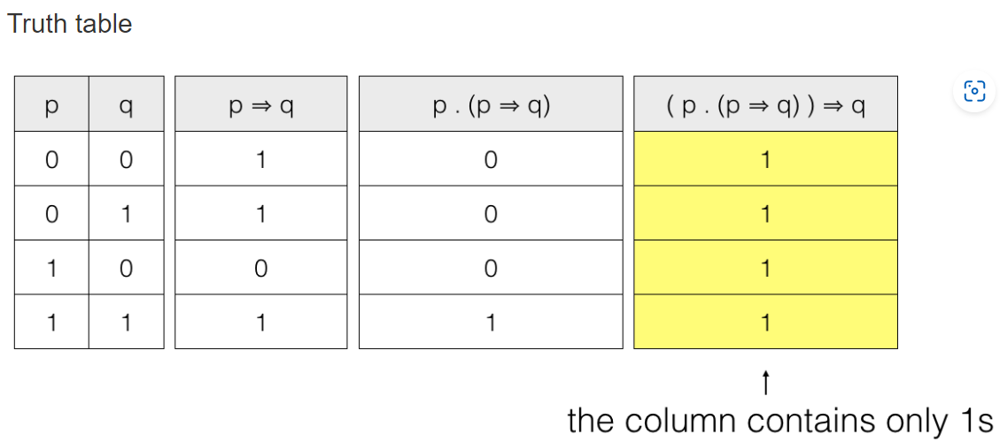 Truth table
p q p ⇒ q p . (p ⇒ q) ( p . (p ⇒ q) ) ⇒ q
0 0 1 0 1
0 1 1 0 1
1 0 0 0 1
1 1 1 1 1
↑
the column contains only 1s